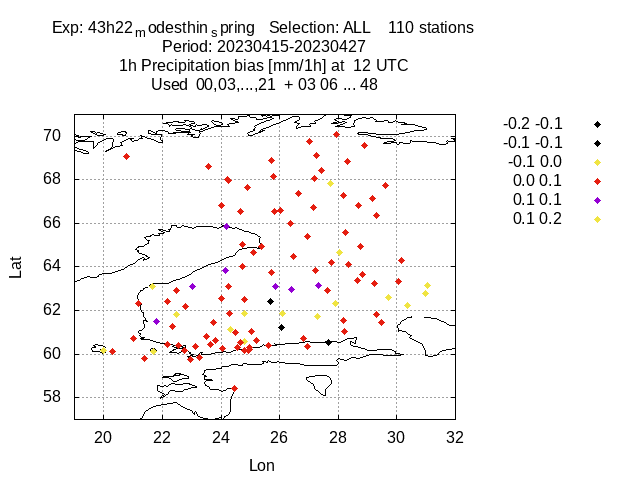 Exp: 43h22modesthinspring   Selection: ALL    110 stations
Period: 20230415-20230427
1h Precipitation bias [mm/1h] at  12 UTC
Used  00,03,...,21  + 03 06 ... 48
-0.2 -0.1
-0.1 -0.1
-0.1 0.0
0.0 0.1
0.1 0.1
0.1 0.2
70
68
66
64
62
60
58
Lat
20 22 24 26 28 30 32
Lon